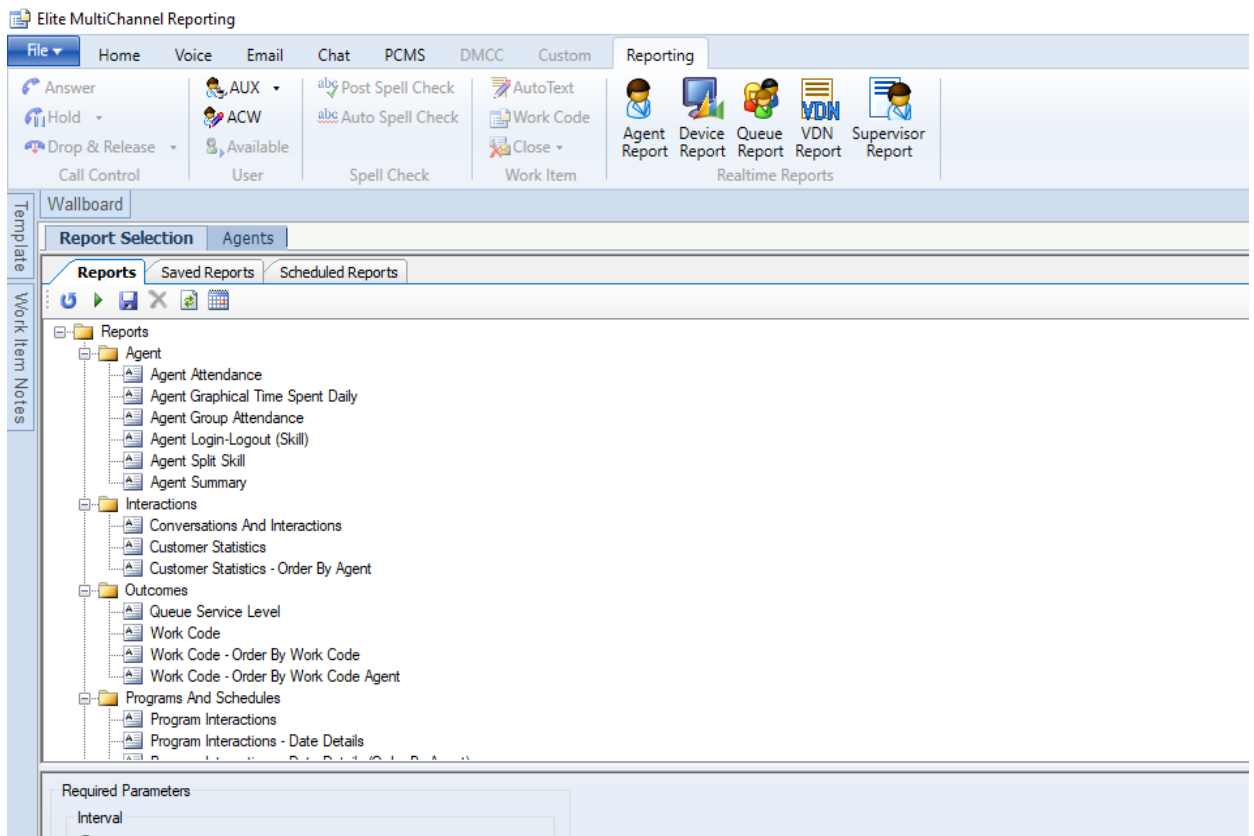 Elite MultiChannel Reporting
File Home Voice Email Chat PCMS DMCC Custom Reporting
Answer AUX abc Post Spell Check AutoText
Hold ACW abc Auto Spell Check Work Code
Drop & Release Available Close
Agent Report Device Report Queue Report VDN VDN Report Supervisor Report
Call Control User Spell Check Work Item Realtime Reports
Template
Work Item Notes
Wallboard
Report Selection Agents
Reports Saved Reports Scheduled Reports
Reports
Agent
Agent Attendance
Agent Graphical Time Spent Daily
Agent Group Attendance
Agent Login-Logout (Skill)
Agent Split Skill
Agent Summary
Interactions
Conversations And Interactions
Customer Statistics
Customer Statistics - Order By Agent
Outcomes
Queue Service Level
Work Code
Work Code - Order By Work Code
Work Code - Order By Work Code Agent
Programs And Schedules
Program Interactions
Program Interactions - Date Details
Required Parameters
Interval